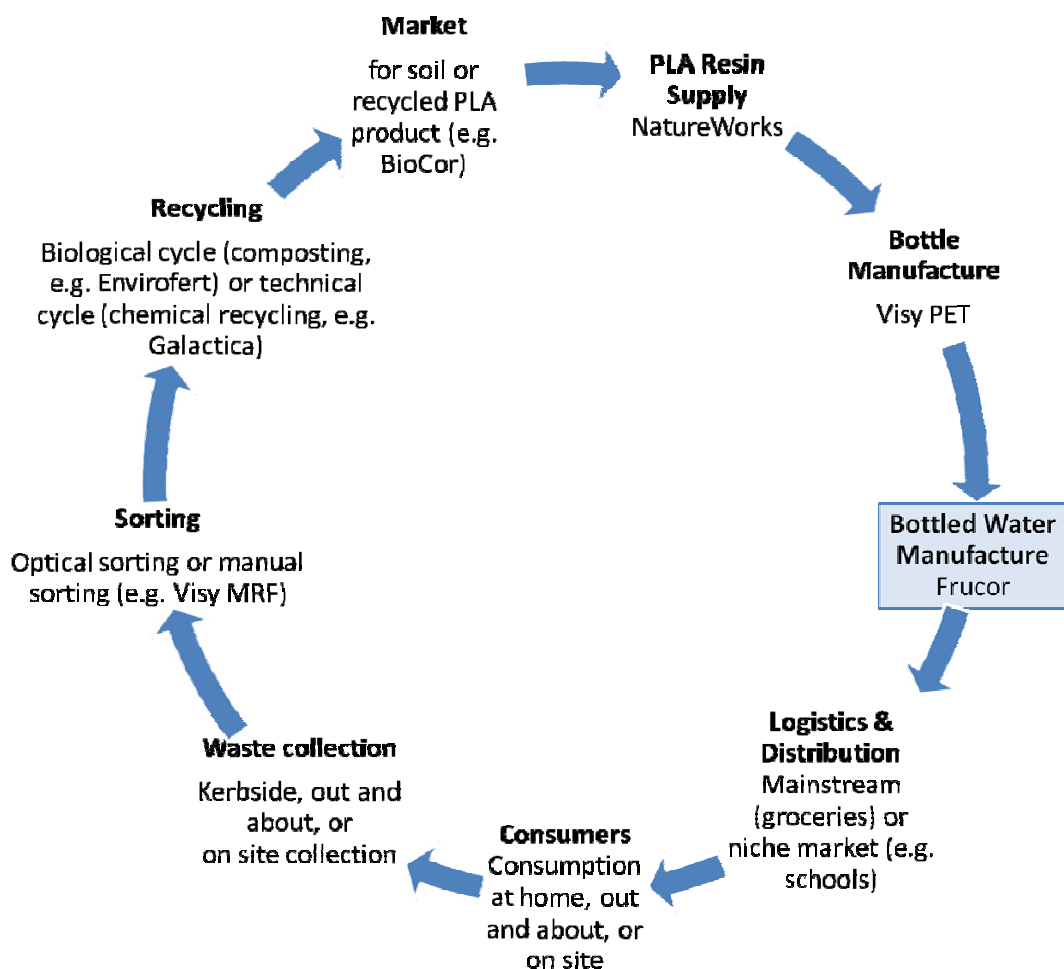 Market
for soil or
recycled PLA
product (e.g.
BioCor)
PLA Resin
Supply
NatureWorks
Bottle
Manufacture
Visy PET
Bottled Water
Manufacture
Frucor
Logistics &
Distribution
Mainstream
(groceries) or
niche market (e.g.
schools)
Consumers
Consumption
at home, out
and about, or
on site
Waste collection
Kerbside, out and
about, or
on site collection
Sorting
Optical sorting or manual
sorting (e.g. Visy MRF)
Recycling
Biological cycle (composting,
e.g. Envirofert) or technical
cycle (chemical recycling, e.g.
Galactica)